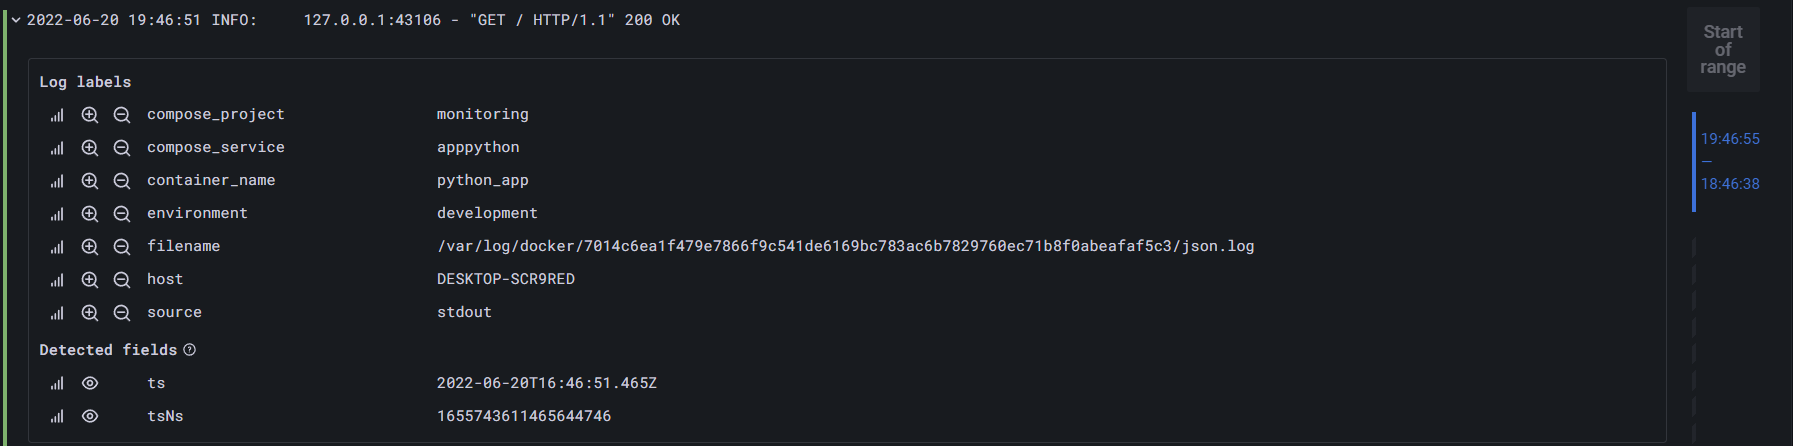 2022-06-20 19:46:51 INFO:     127.0.0.1:43106 - "GET / HTTP/1.1" 200 OK
Log labels
compose_project monitoring
compose_service apppython
container_name python_app
environment development
filename /var/log/docker/7014c6ea1f479e7866f9c541de6169bc783ac6b7829760ec71b8f0abeafaf5c3/json.log
host DESKTOP-SCR9RED
source stdout
Detected fields
ts 2022-06-20T16:46:51.465Z
tsNs 1655743611465644746
Start
of
range
19:46:55
—
18:46:38